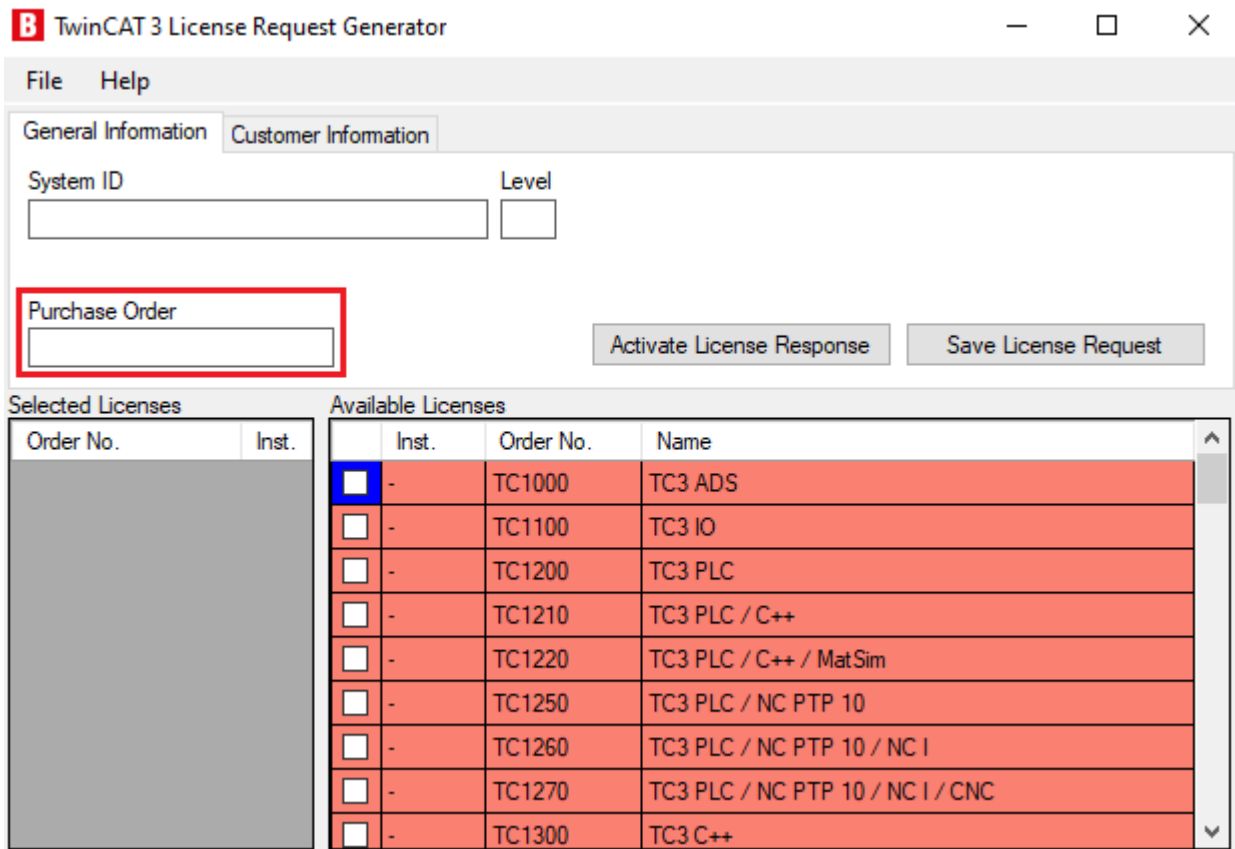 B TwinCAT 3 License Request Generator
File Help
General Information Customer Information
System ID Level
Purchase Order
Activate License Response Save License Request
Selected Licenses Available Licenses
Order No. Inst. Inst. Order No. Name
- TC1000 TC3 ADS
- TC1100 TC3 IO
- TC1200 TC3 PLC
- TC1210 TC3 PLC / C++
- TC1220 TC3 PLC / C++ / MatSim
- TC1250 TC3 PLC / NC PTP 10
- TC1260 TC3 PLC / NC PTP 10 / NC I
- TC1270 TC3 PLC / NC PTP 10 / NC I / CNC
- TC1300 TC3 C++